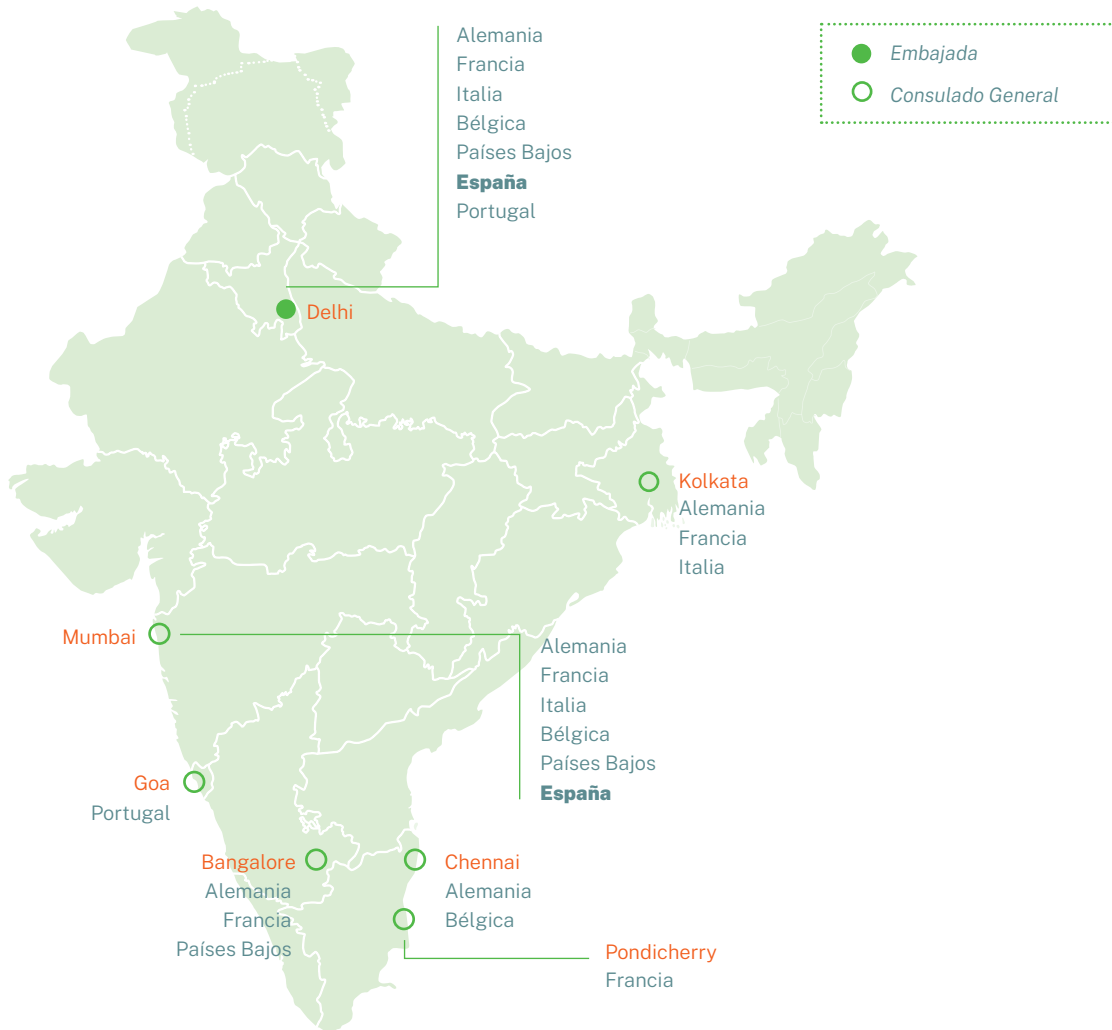 Alemania
Francia
Italia
Bélgica
Países Bajos
España
Portugal
Embajada
Consulado General
Delhi
Kolkata
Alemania
Francia
Italia
Mumbai
Alemania
Francia
Italia
Bélgica
Países Bajos
España
Goa
Portugal
Bangalore
Alemania
Francia
Países Bajos
Chennai
Alemania
Bélgica
Pondicherry
Francia